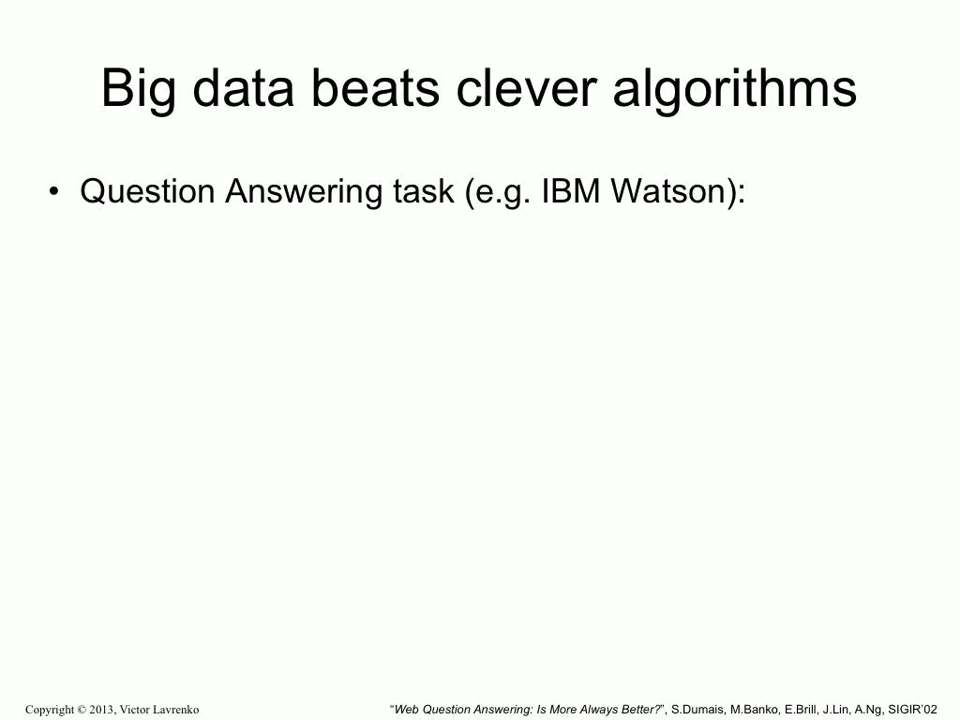 Big data beats clever algorithms
• Question Answering task (e.g. IBM Watson):
Copyright © 2013, Victor Lavrenko
“Web Question Answering: Is More Always Better?”, S.Dumais, M.Banko, E.Brill, J.Lin, A.Ng, SIGIR’02